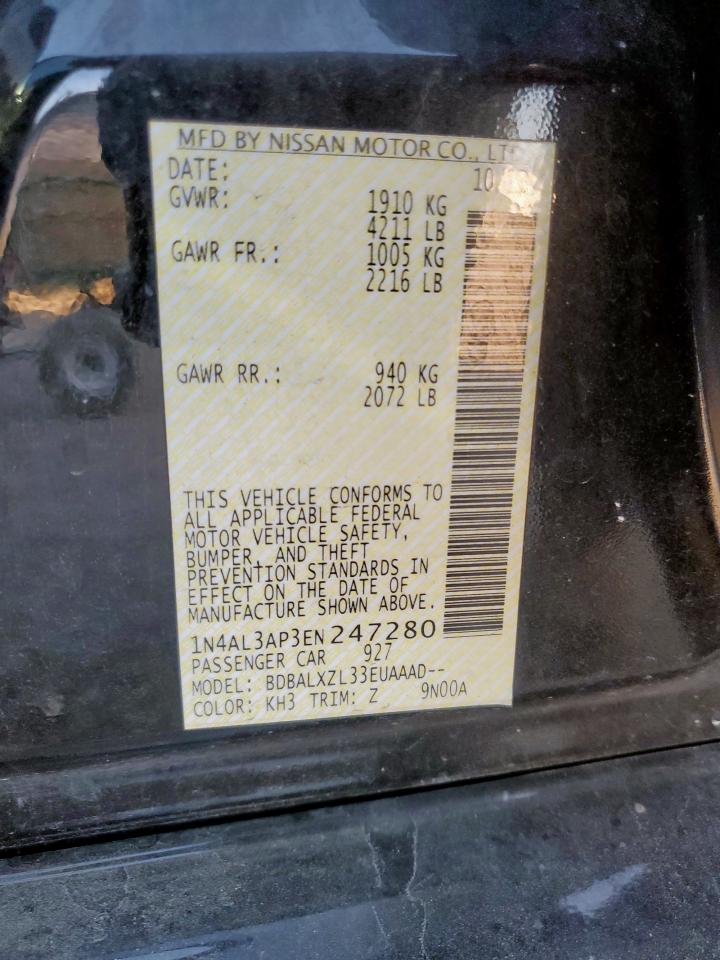 MFD BY NISSAN MOTOR CO., LTD
DATE: 10
GVWR: 1910 KG
4211 LB
GAWR FR.: 1005 KG
2216 LB
GAWR RR.: 940 KG
2072 LB
THIS VEHICLE CONFORMS TO
ALL APPLICABLE FEDERAL
MOTOR VEHICLE SAFETY,
BUMPER, AND THEFT
PREVENTION STANDARDS IN
EFFECT ON THE DATE OF
MANUFACTURE SHOWN ABOVE.
1N4AL3AP3EN247280
PASSENGER CAR 927
MODEL: BDBALXZL33EUAAAD--
COLOR: KH3 TRIM: Z 9N00A